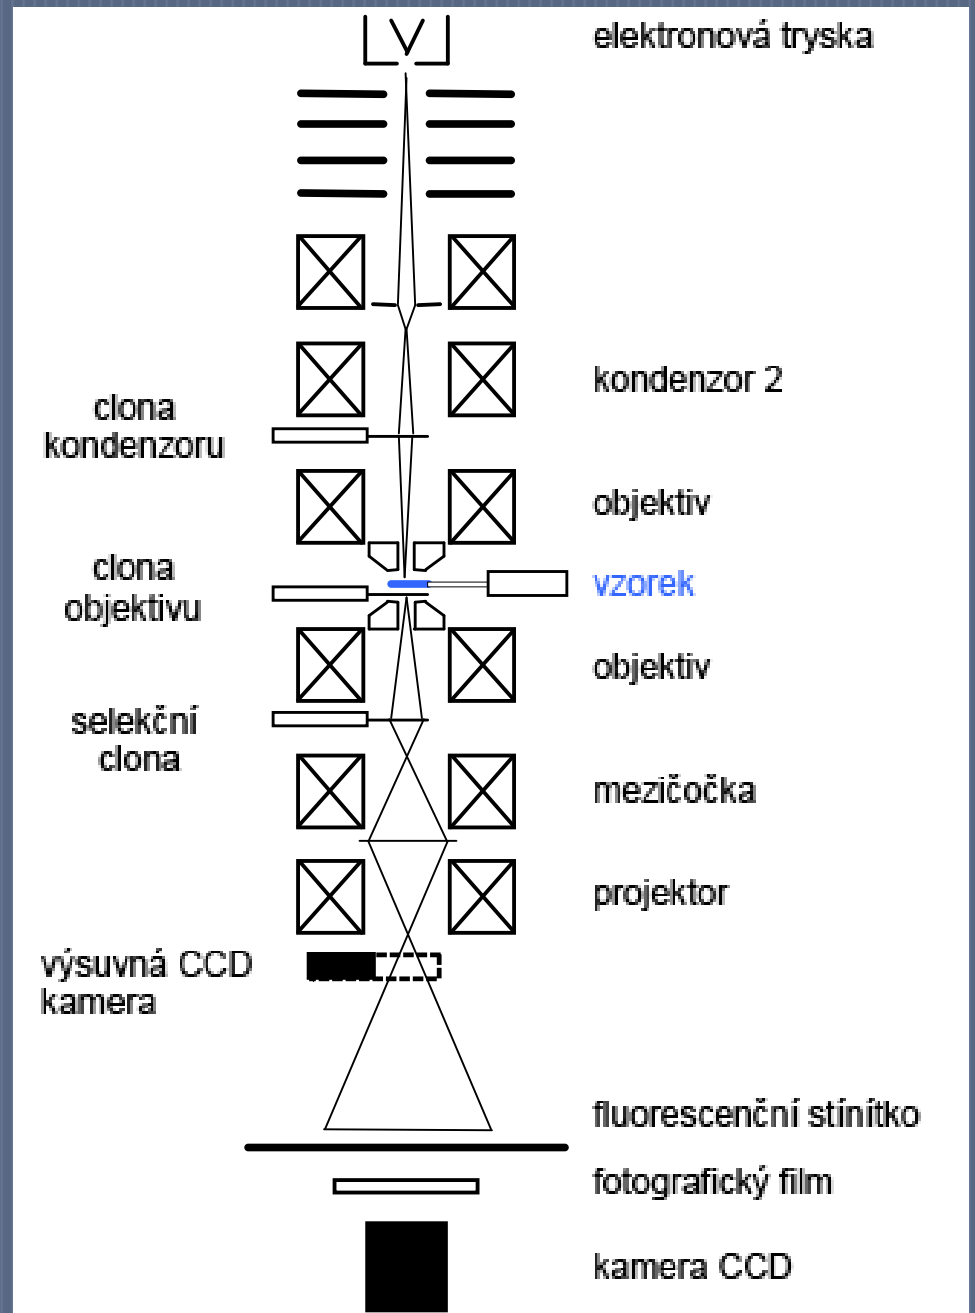 elektronová tryska
kondenzor 2
clona
kondenzoru
objektiv
clona
objektivu
vzorek
objektiv
selekční
clona
mezičočka
projektor
výsuvná CCD
kamera
fluorescenční stínítko
fotografický film
kamera CCD